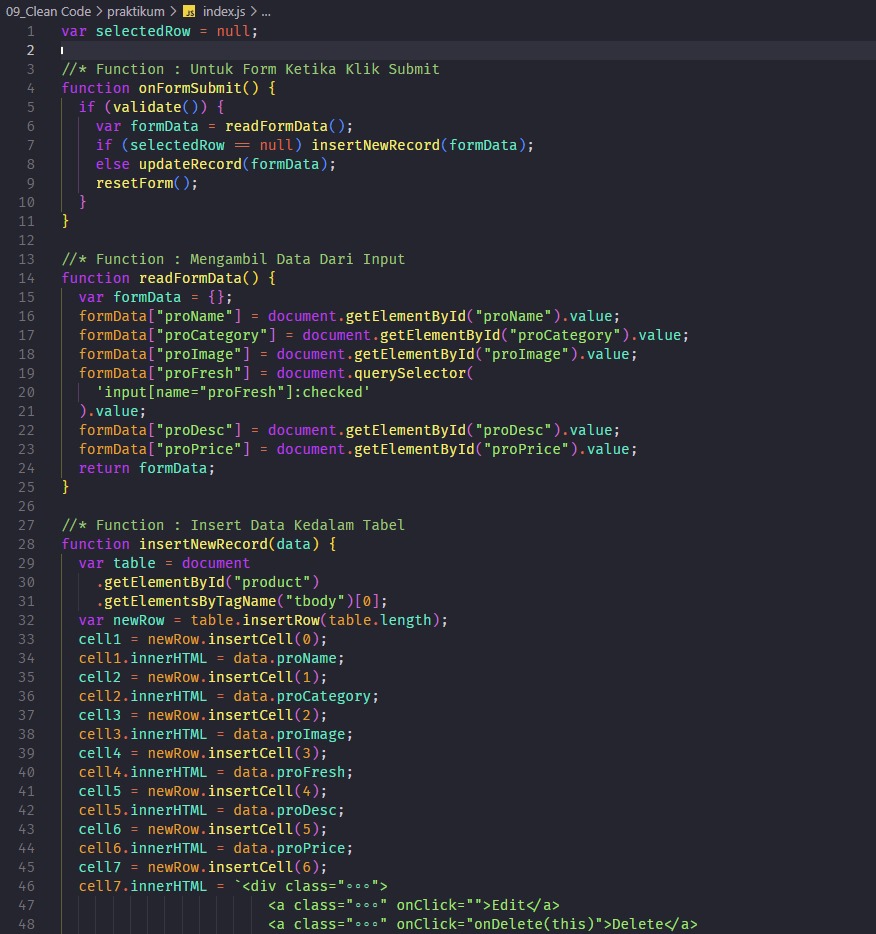 09_Clean Code > praktikum > JS index.js > ...
1 var selectedRow = null;
2
3 //* Function : Untuk Form Ketika Klik Submit
4 function onFormSubmit() {
5   if (validate()) {
6     var formData = readFormData();
7     if (selectedRow == null) insertNewRecord(formData);
8     else updateRecord(formData);
9     resetForm();
10   }
11 }
12
13 //* Function : Mengambil Data Dari Input
14 function readFormData() {
15   var formData = {};
16   formData["proName"] = document.getElementById("proName").value;
17   formData["proCategory"] = document.getElementById("proCategory").value;
18   formData["proImage"] = document.getElementById("proImage").value;
19   formData["proFresh"] = document.querySelector(
20     'input[name="proFresh"]:checked'
21   ).value;
22   formData["proDesc"] = document.getElementById("proDesc").value;
23   formData["proPrice"] = document.getElementById("proPrice").value;
24   return formData;
25 }
26
27 //* Function : Insert Data Kedalam Tabel
28 function insertNewRecord(data) {
29   var table = document
30     .getElementById("product")
31     .getElementsByTagName("tbody")[0];
32   var newRow = table.insertRow(table.length);
33   cell1 = newRow.insertCell(0);
34   cell1.innerHTML = data.proName;
35   cell2 = newRow.insertCell(1);
36   cell2.innerHTML = data.proCategory;
37   cell3 = newRow.insertCell(2);
38   cell3.innerHTML = data.proImage;
39   cell4 = newRow.insertCell(3);
40   cell4.innerHTML = data.proFresh;
41   cell5 = newRow.insertCell(4);
42   cell5.innerHTML = data.proDesc;
43   cell6 = newRow.insertCell(5);
44   cell6.innerHTML = data.proPrice;
45   cell7 = newRow.insertCell(6);
46   cell7.innerHTML = `<div class="∘∘∘">
47                         <a class="∘∘∘" onClick="">Edit</a>
48                         <a class="∘∘∘" onClick="onDelete(this)">Delete</a>